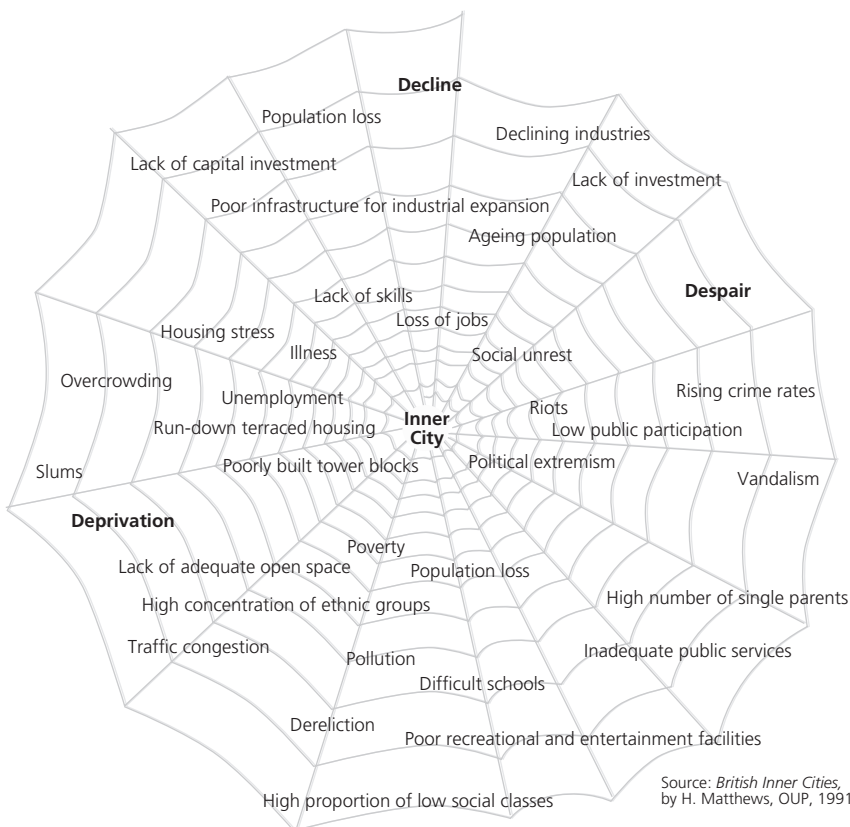 Decline
Population loss
Declining industries
Lack of capital investment
Lack of investment
Poor infrastructure for industrial expansion
Ageing population
Despair
Lack of skills
Loss of jobs
Housing stress
Illness
Social unrest
Overcrowding
Unemployment
Rising crime rates
Riots
Inner
City
Run-down terraced housing
Low public participation
Slums
Poorly built tower blocks
Political extremism
Vandalism
Deprivation
Poverty
Lack of adequate open space
Population loss
High concentration of ethnic groups
High number of single parents
Traffic congestion
Pollution
Inadequate public services
Difficult schools
Dereliction
Poor recreational and entertainment facilities
High proportion of low social classes
Source: British Inner Cities,
by H. Matthews, OUP, 1991